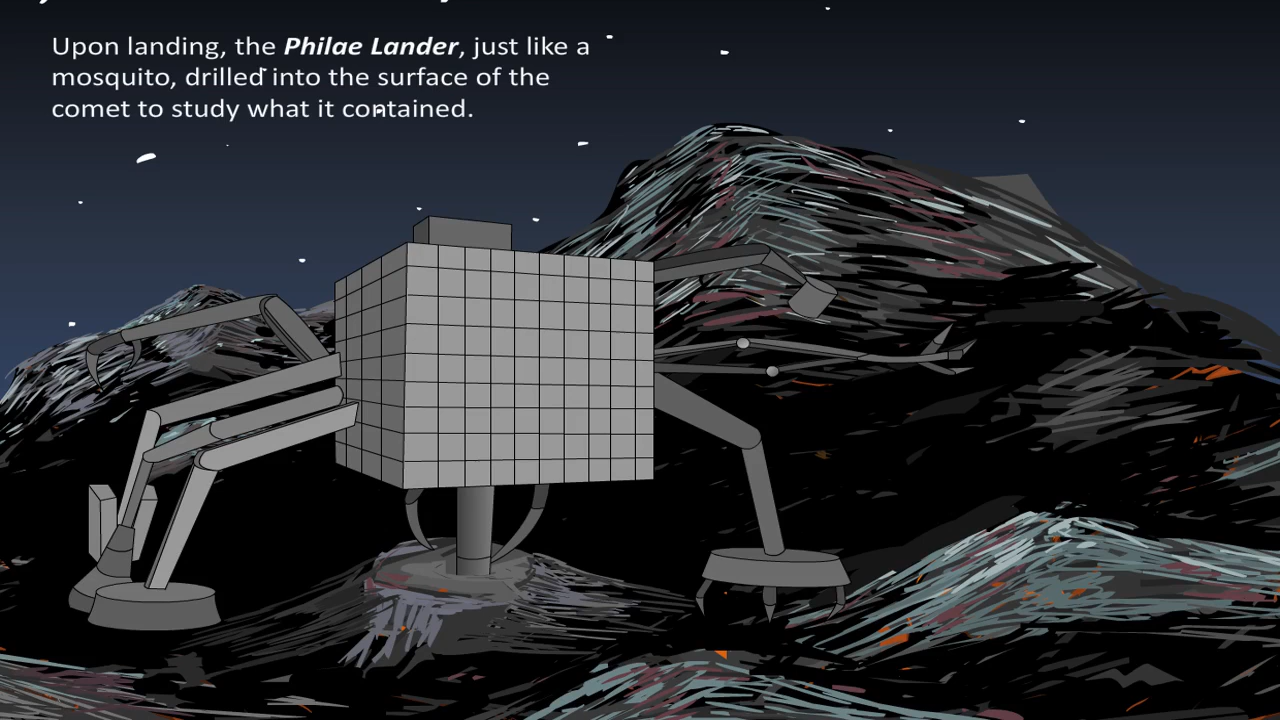 Upon landing, the Philae Lander, just like a
mosquito, drilled into the surface of the
comet to study what it contained.